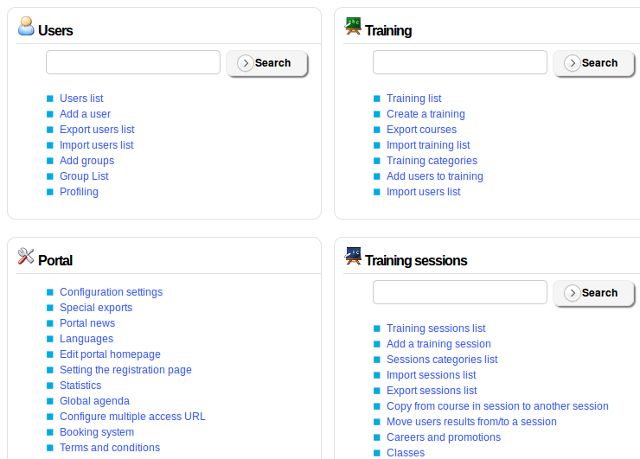 Users
Search
Users list
Add a user
Export users list
Import users list
Add groups
Group List
Profiling
Training
Search
Training list
Create a training
Export courses
Import training list
Training categories
Add users to training
Import users list
Portal
Configuration settings
Special exports
Portal news
Languages
Edit portal homepage
Setting the registration page
Statistics
Global agenda
Configure multiple access URL
Booking system
Terms and conditions
Training sessions
Search
Training sessions list
Add a training session
Sessions categories list
Import sessions list
Export sessions list
Copy from course in session to another session
Move users results from/to a session
Careers and promotions
Classes